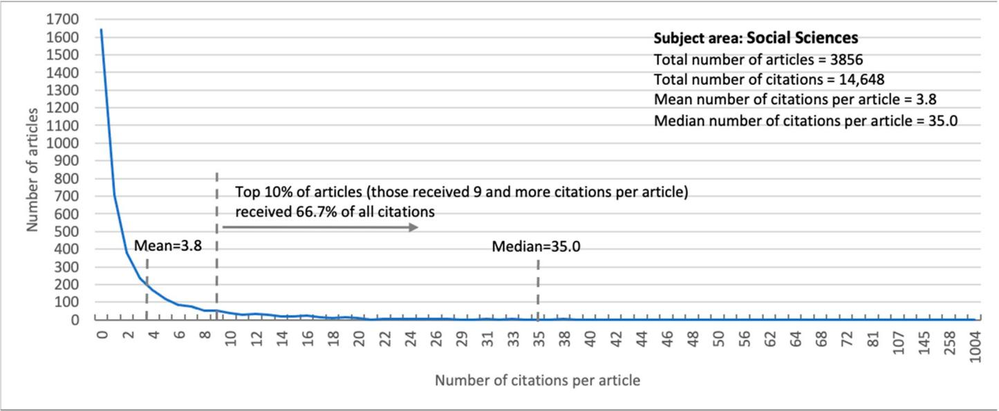 1700
1600
1500
1400
1300
1200
1100
1000
900
800
700
600
500
400
300
200
100
0
Number of articles
Subject area: Social Sciences
Total number of articles = 3856
Total number of citations = 14,648
Mean number of citations per article = 3.8
Median number of citations per article = 35.0
Top 10% of articles (those received 9 and more citations per article)
received 66.7% of all citations
Mean=3.8
Median=35.0
0 2 4 6 8 10 12 14 16 18 20 22 24 26 29 31 33 35 38 40 42 44 46 48 50 56 62 64 68 72 81 107 145 258 1004
Number of citations per article